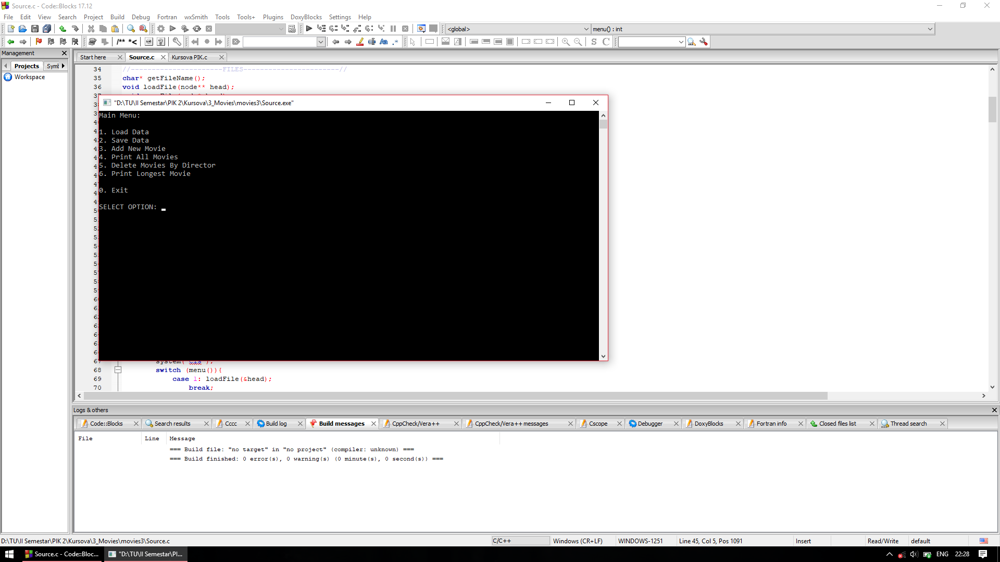 Source.c - Code::Blocks 17.12
File Edit View Search Project Build Debug Fortran wxSmith Tools Tools+ Plugins DoxyBlocks Settings Help
<global> menu() : int
/** *<
Management
Start here Source.c Kursova PIK.c
Projects Symb
Workspace
34 //----------------------FILES-----------------------//
35 char* getFileName();
36 void loadFile(node** head);
"D:\TU\II Semestar\PIK 2\Kursova\3_Movies\movies3\Source.exe"
Main Menu:
1. Load Data
2. Save Data
3. Add New Movie
4. Print All Movies
5. Delete Movies By Director
6. Print Longest Movie
0. Exit
SELECT OPTION:
67 system("cls");
68 switch (menu()){
69 case 1: loadFile(&head);
70 break;
Logs & others
Code::Blocks Search results Cccc Build log Build messages CppCheck/Vera++ CppCheck/Vera++ messages Cscope Debugger DoxyBlocks Fortran info Closed files list Thread search
File Line Message
=== Build file: "no target" in "no project" (compiler: unknown) ===
=== Build finished: 0 error(s), 0 warning(s) (0 minute(s), 0 second(s)) ===
D:\TU\II Semestar\PIK 2\Kursova\3_Movies\movies3\Source.c C/C++ Windows (CR+LF) WINDOWS-1251 Line 45, Col 5, Pos 1091 Insert Read/Write default
Source.c - Code::Bloc... "D:\TU\II Semestar\PI... ENG 22:28